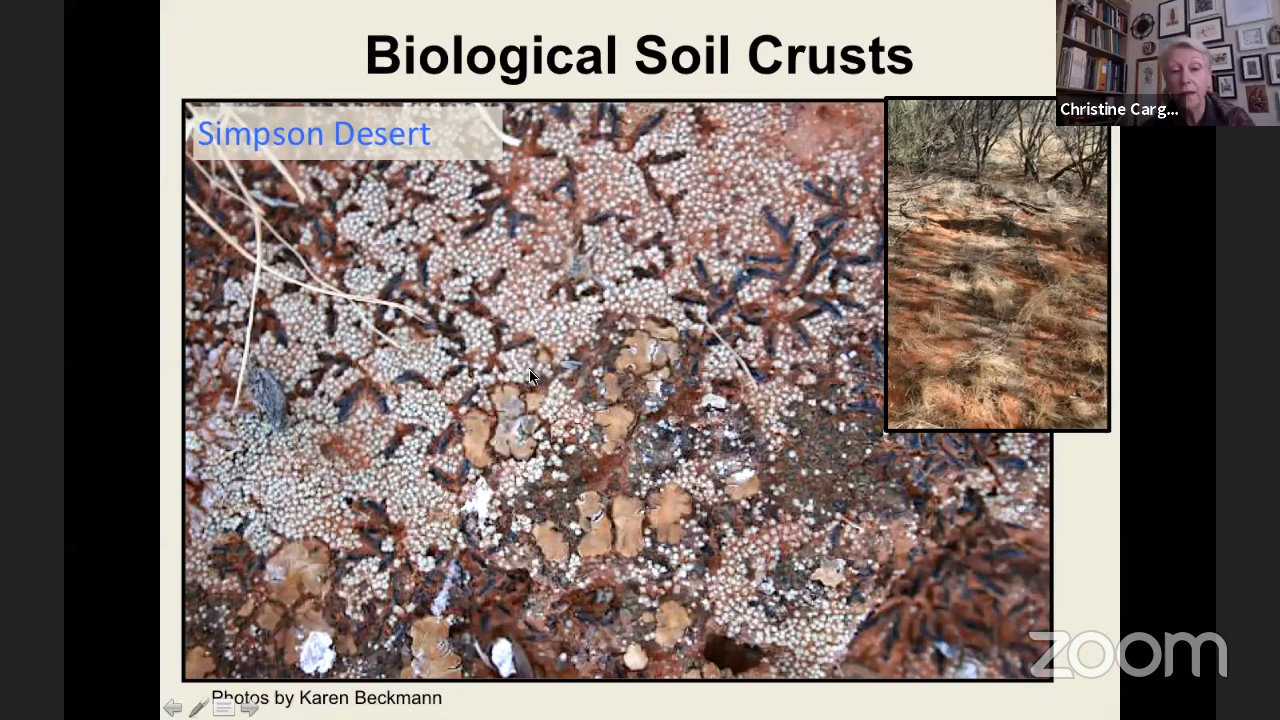 Biological Soil Crusts
Christine Carg...
Simpson Desert
zoom
Photos by Karen Beckmann